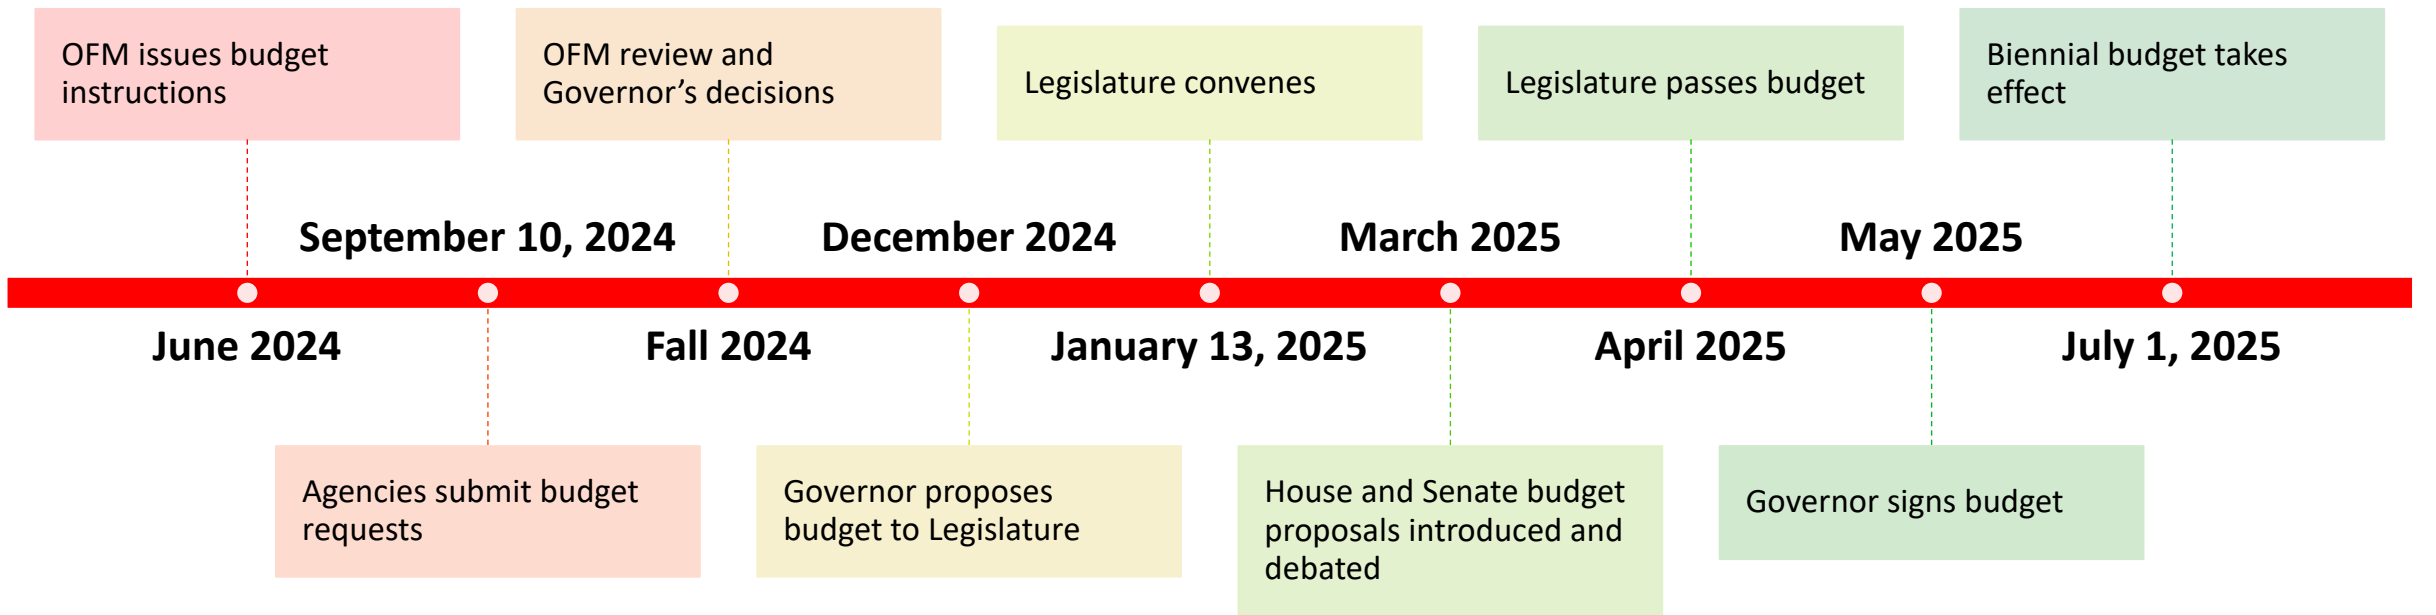 OFM issues budget
instructions
OFM review and
Governor’s decisions
Legislature convenes
Legislature passes budget
Biennial budget takes
effect
September 10, 2024
December 2024
March 2025
May 2025
June 2024
Fall 2024
January 13, 2025
April 2025
July 1, 2025
Agencies submit budget
requests
Governor proposes
budget to Legislature
House and Senate budget
proposals introduced and
debated
Governor signs budget